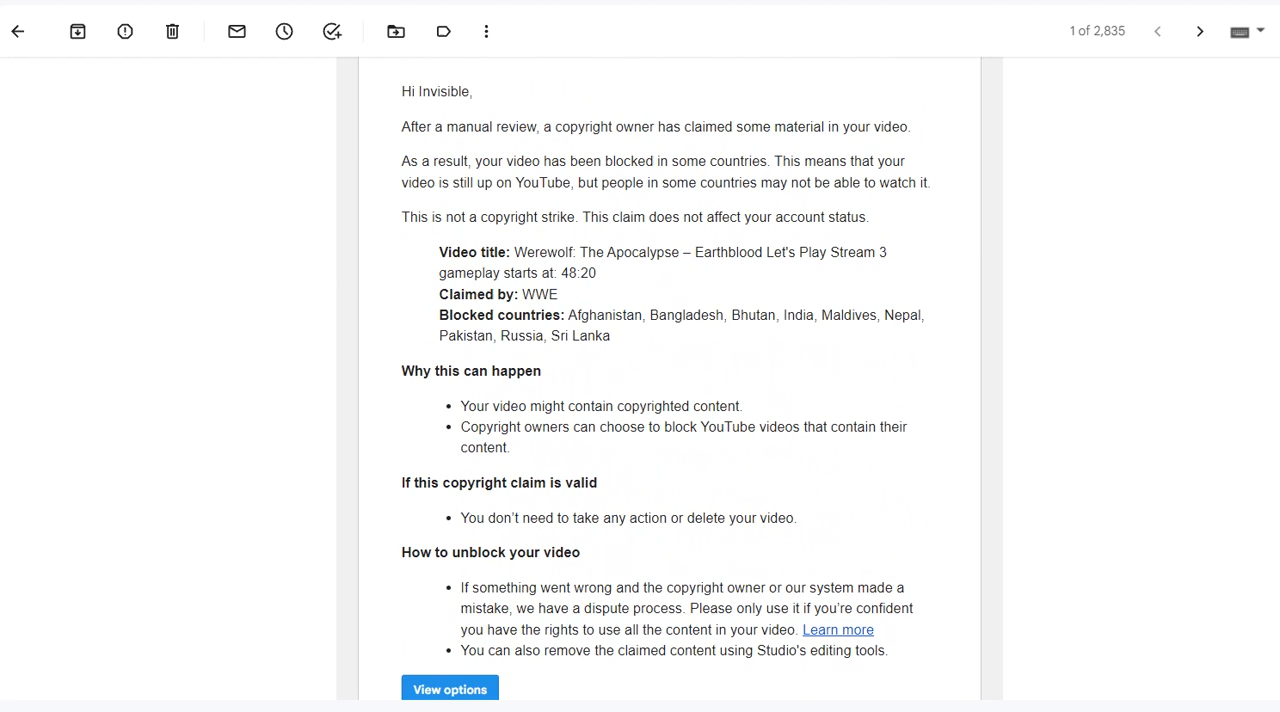 1 of 2,835
Hi Invisible,
After a manual review, a copyright owner has claimed some material in your video.
As a result, your video has been blocked in some countries. This means that your
video is still up on YouTube, but people in some countries may not be able to watch it.
This is not a copyright strike. This claim does not affect your account status.
Video title: Werewolf: The Apocalypse – Earthblood Let's Play Stream 3
gameplay starts at: 48:20
Claimed by: WWE
Blocked countries: Afghanistan, Bangladesh, Bhutan, India, Maldives, Nepal,
Pakistan, Russia, Sri Lanka
Why this can happen
• Your video might contain copyrighted content.
• Copyright owners can choose to block YouTube videos that contain their
content.
If this copyright claim is valid
• You don’t need to take any action or delete your video.
How to unblock your video
• If something went wrong and the copyright owner or our system made a
mistake, we have a dispute process. Please only use it if you’re confident
you have the rights to use all the content in your video. Learn more
• You can also remove the claimed content using Studio's editing tools.
View options